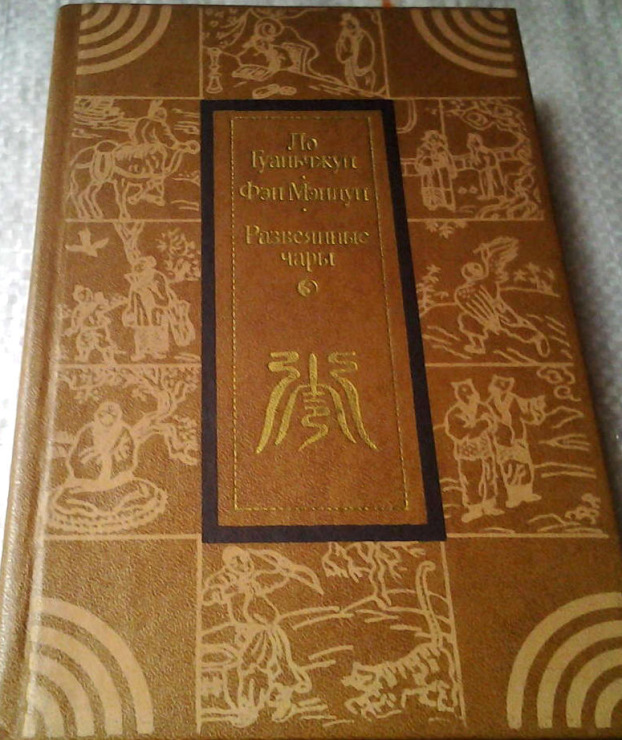 Ло
Гуаньчжун
Фэн Мэнлун
Развеянные
чары